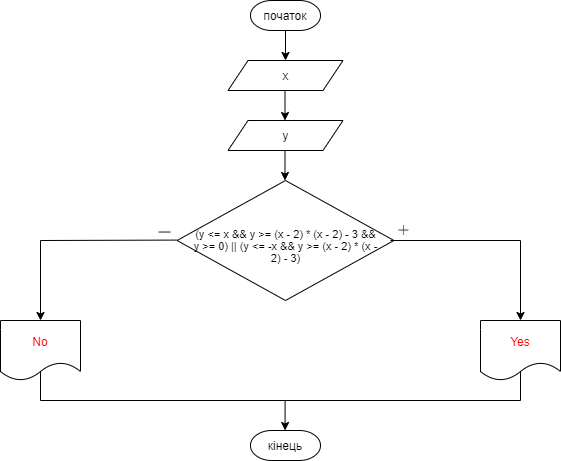 початок
x
y
—
+
(y <= x && y >= (x - 2) * (x - 2) - 3 &&
y >= 0) || (y <= -x && y >= (x - 2) * (x -
2) - 3)
No
Yes
кінець